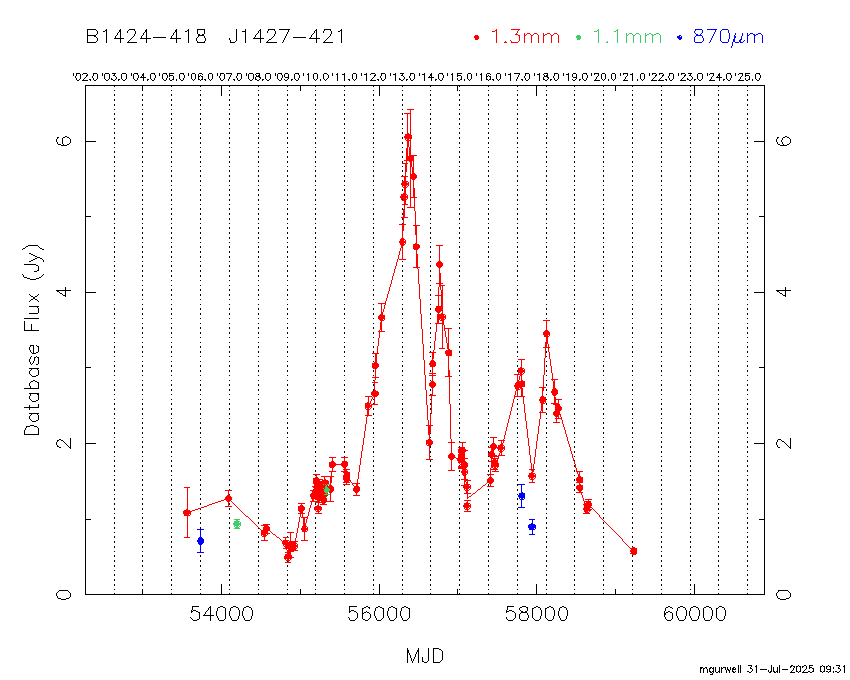 B1424-418 J1427-421 • 1.3mm • 1.1mm • 870μm
'02.0 '03.0 '04.0 '05.0 '06.0 '07.0 '08.0 '09.0 '10.0 '11.0 '12.0 '13.0 '14.0 '15.0 '16.0 '17.0 '18.0 '19.0 '20.0 '21.0 '22.0 '23.0 '24.0 '25.0
6 6
4 4
Database Flux (Jy)
2 2
0 0
54000 56000 58000 60000
MJD
mgurwell 31-Jul-2025 09:31